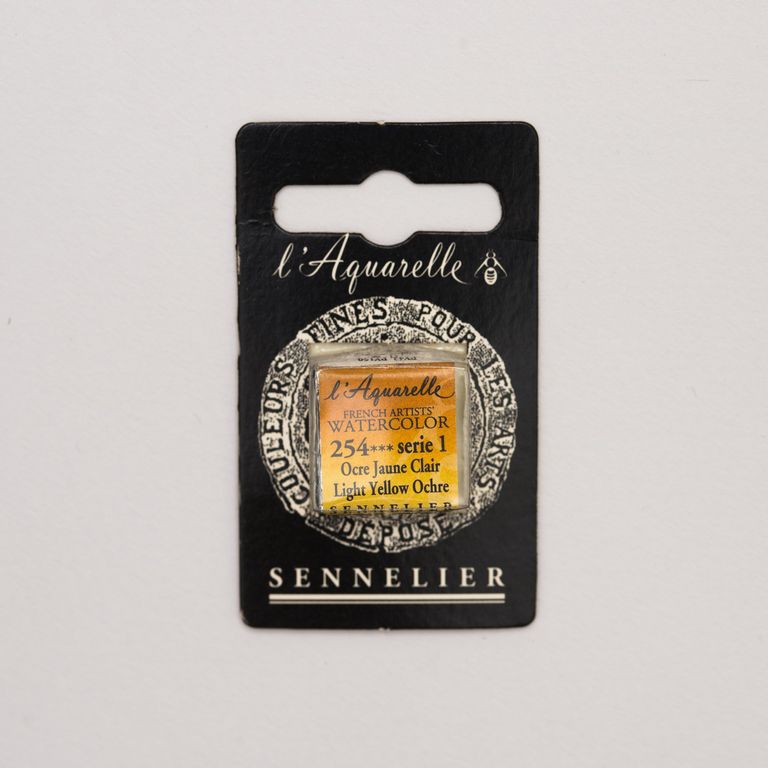 l'Aquarelle
COULEURS FINES POUR LES ARTS
DÉPOSÉ
l'Aquarelle
FRENCH ARTISTS'
WATERCOLOR
254*** serie 1
Ocre Jaune Clair
Light Yellow Ochre
SENNELIER
SENNELIER